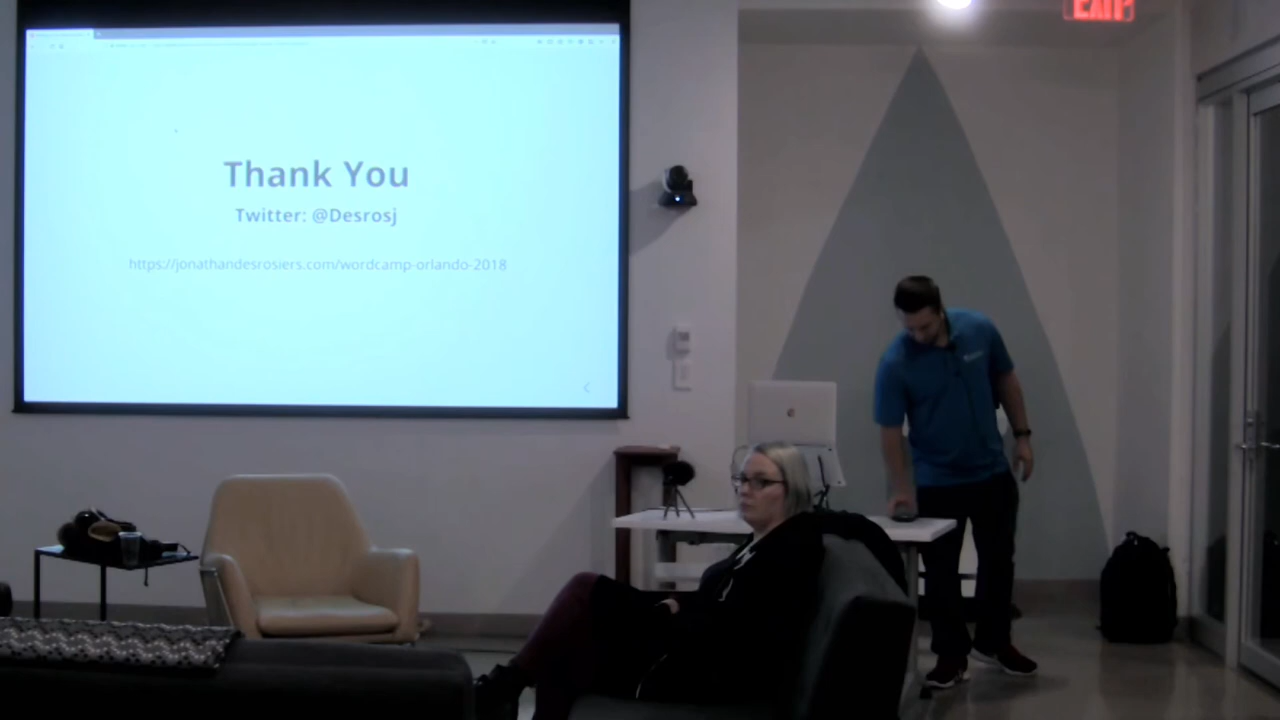 EXIT
Thank You
Twitter: @Desrosj
https://jonathandesrosiers.com/wordcamp-orlando-2018